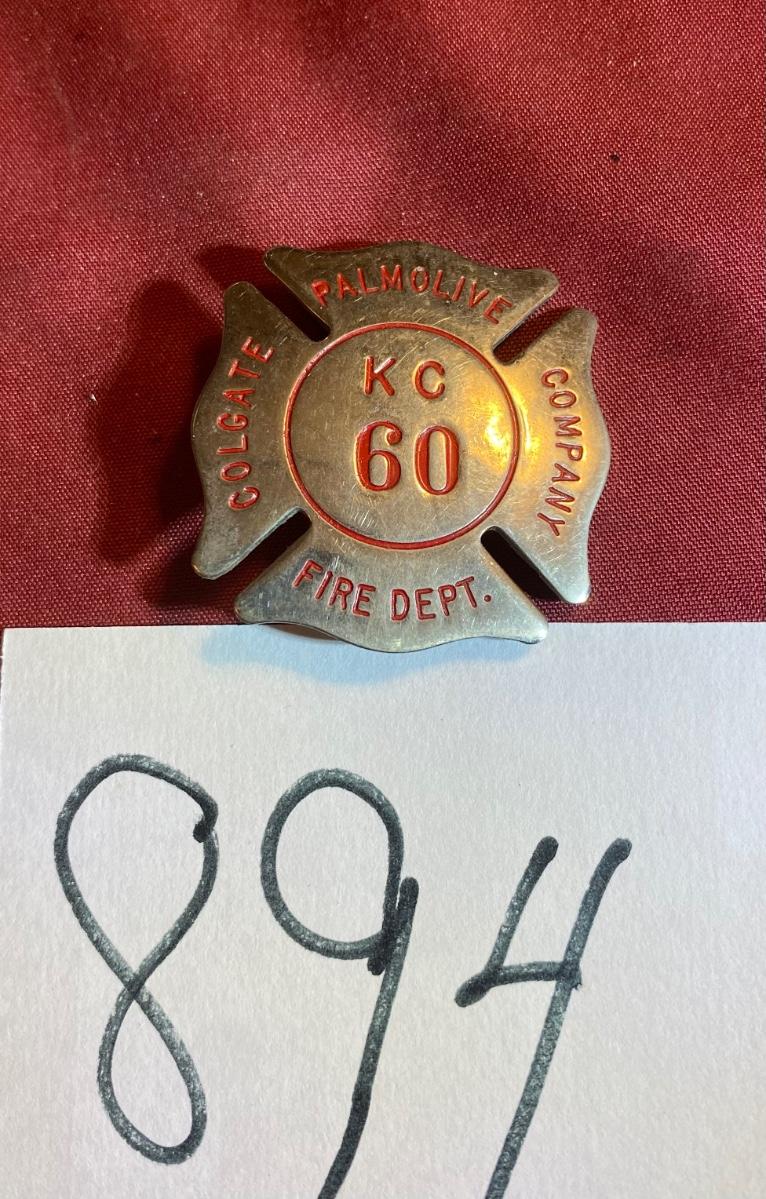 PALMOLIVE
COLGATE
KC
60
COMPANY
FIRE DEPT.
894